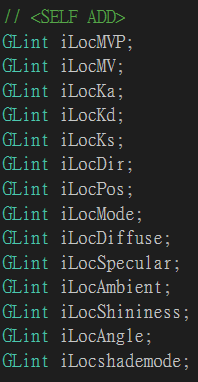 // <SELF ADD>
GLint iLocMVP;
GLint iLocMV;
GLint iLocKa;
GLint iLocKd;
GLint iLocKs;
GLint iLocDir;
GLint iLocPos;
GLint iLocMode;
GLint iLocDiffuse;
GLint iLocSpecular;
GLint iLocAmbient;
GLint iLocShininess;
GLint iLocAngle;
GLint iLocshademode;